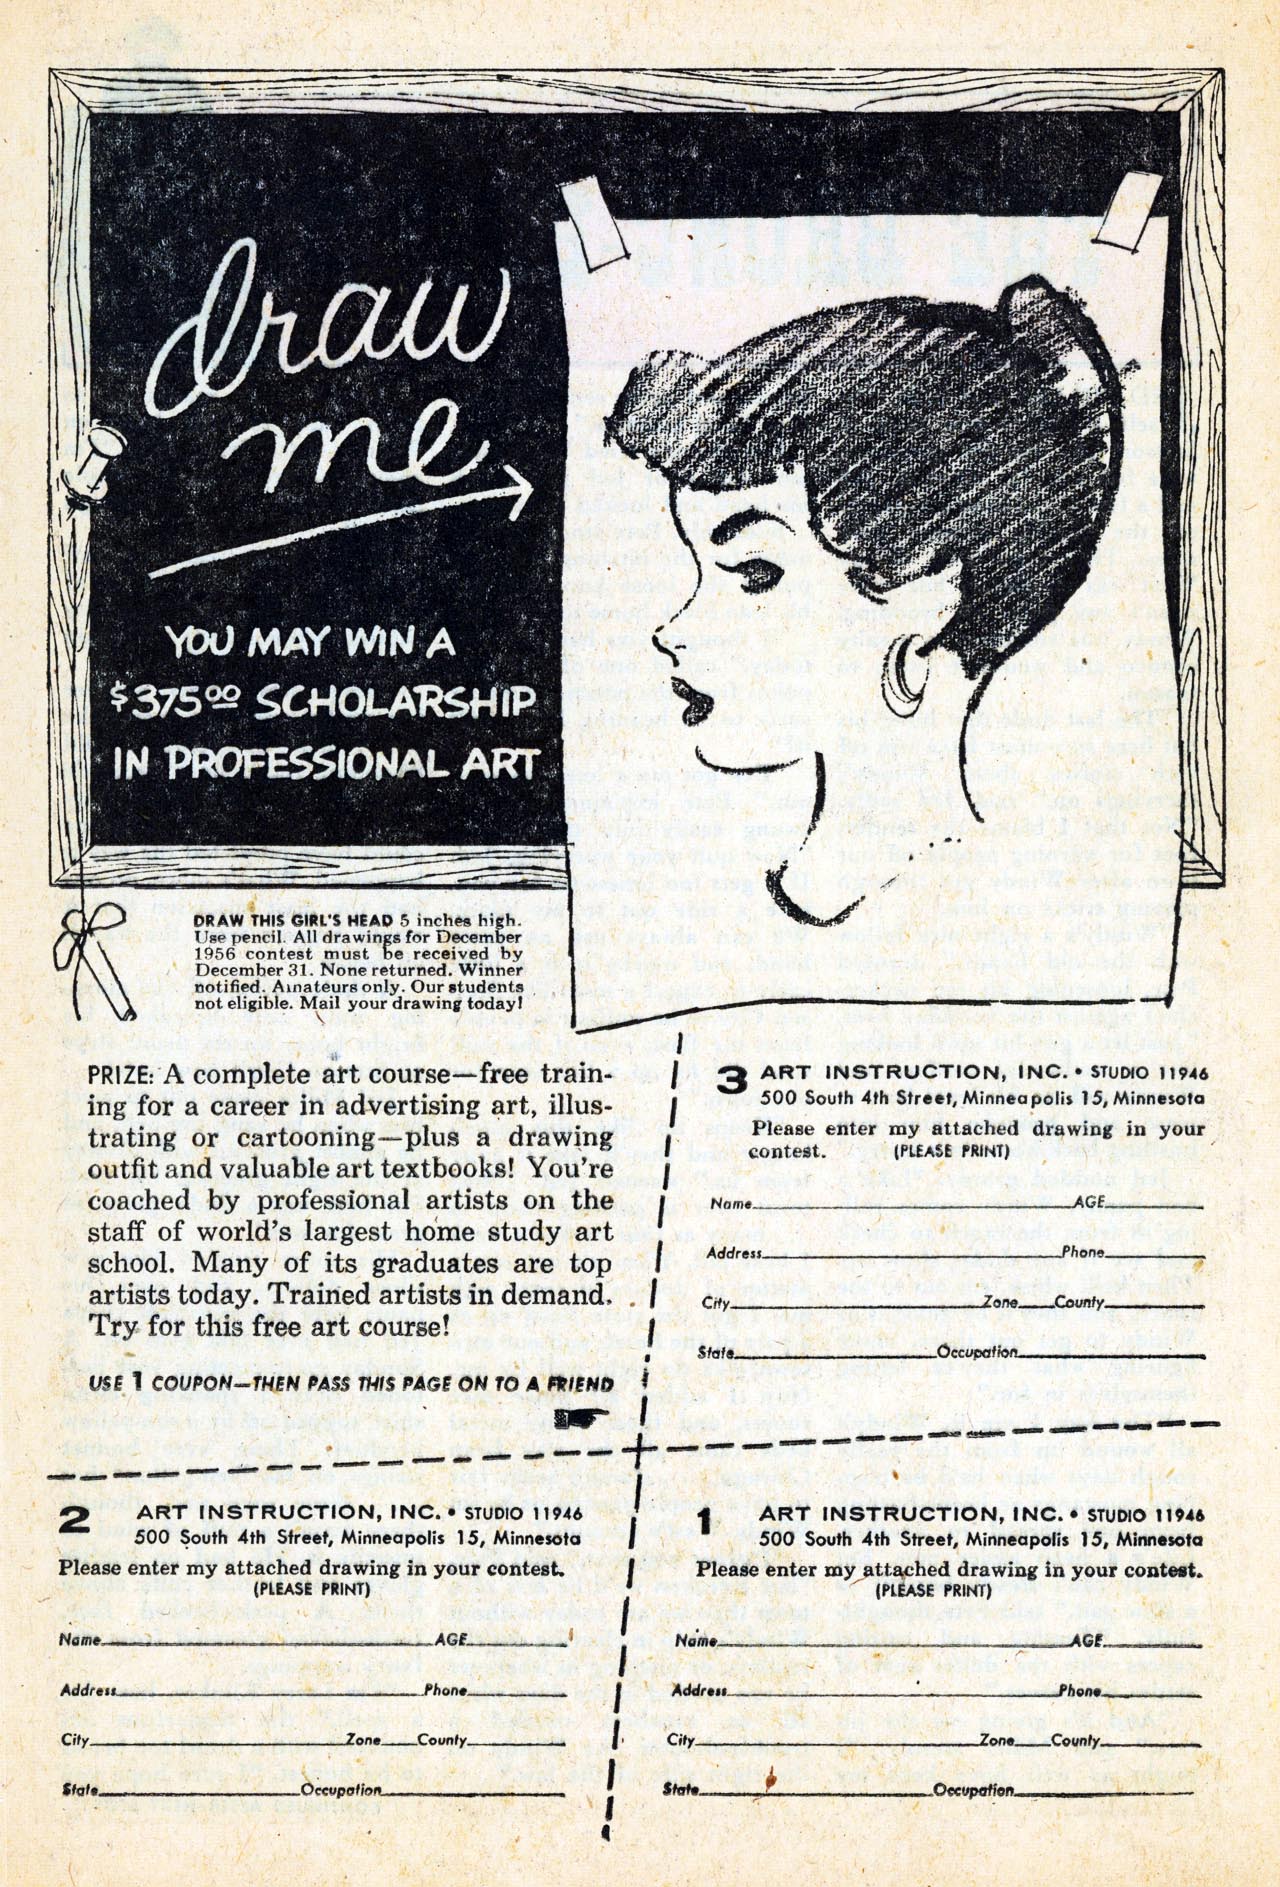 draw
me
YOU MAY WIN A
$375.00 SCHOLARSHIP
IN PROFESSIONAL ART
DRAW THIS GIRL'S HEAD 5 inches high.
Use pencil. All drawings for December
1956 contest must be received by
December 31. None returned. Winner
notified. Amateurs only. Our students
not eligible. Mail your drawing today!
PRIZE: A complete art course—free train-
ing for a career in advertising art, illus-
trating or cartooning—plus a drawing
outfit and valuable art textbooks! You're
coached by professional artists on the
staff of world's largest home study art
school. Many of its graduates are top
artists today. Trained artists in demand.
Try for this free art course!
USE 1 COUPON—THEN PASS THIS PAGE ON TO A FRIEND
3 ART INSTRUCTION, INC. • STUDIO 11946
500 South 4th Street, Minneapolis 15, Minnesota
Please enter my attached drawing in your
contest. (PLEASE PRINT)
Name AGE
Address Phone
City Zone County
State Occupation
2 ART INSTRUCTION, INC. • STUDIO 11946
500 South 4th Street, Minneapolis 15, Minnesota
Please enter my attached drawing in your contest.
(PLEASE PRINT)
Name AGE
Address Phone
City Zone County
State Occupation
1 ART INSTRUCTION, INC. • STUDIO 11946
500 South 4th Street, Minneapolis 15, Minnesota
Please enter my attached drawing in your contest.
(PLEASE PRINT)
Name AGE
Address Phone
City Zone County
State Occupation